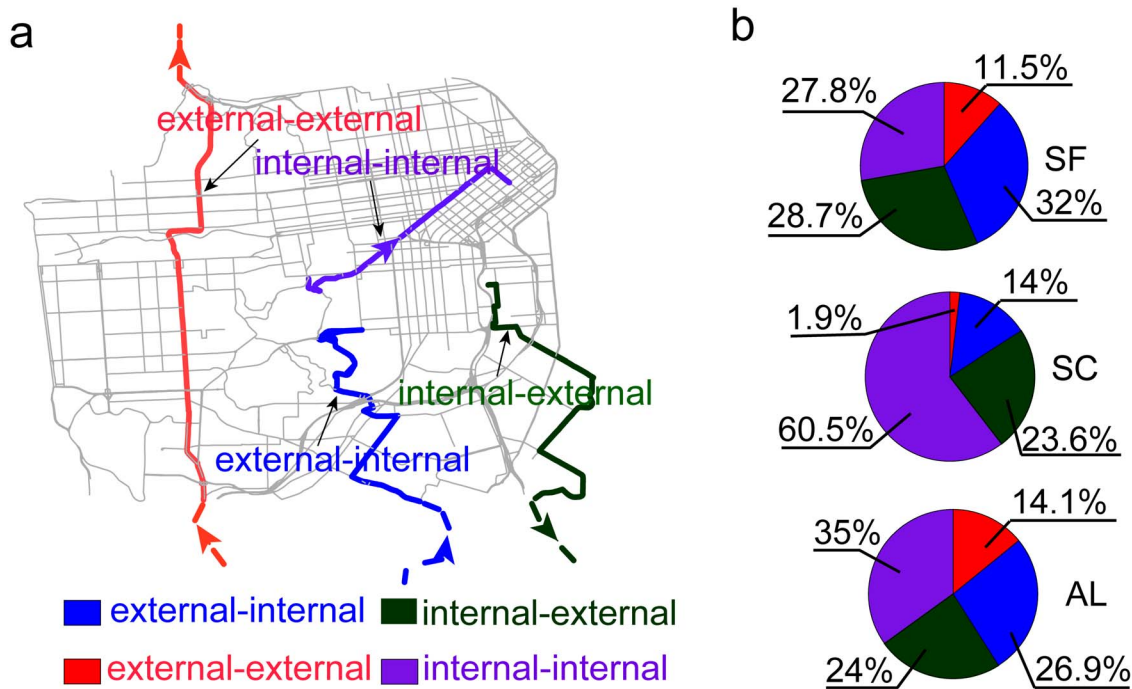 a
external-external
internal-internal
internal-external
external-internal
external-internal
internal-external
external-external
internal-internal
b
27.8%
11.5%
SF
28.7%
32%
14%
1.9%
SC
60.5%
23.6%
14.1%
35%
AL
24%
26.9%